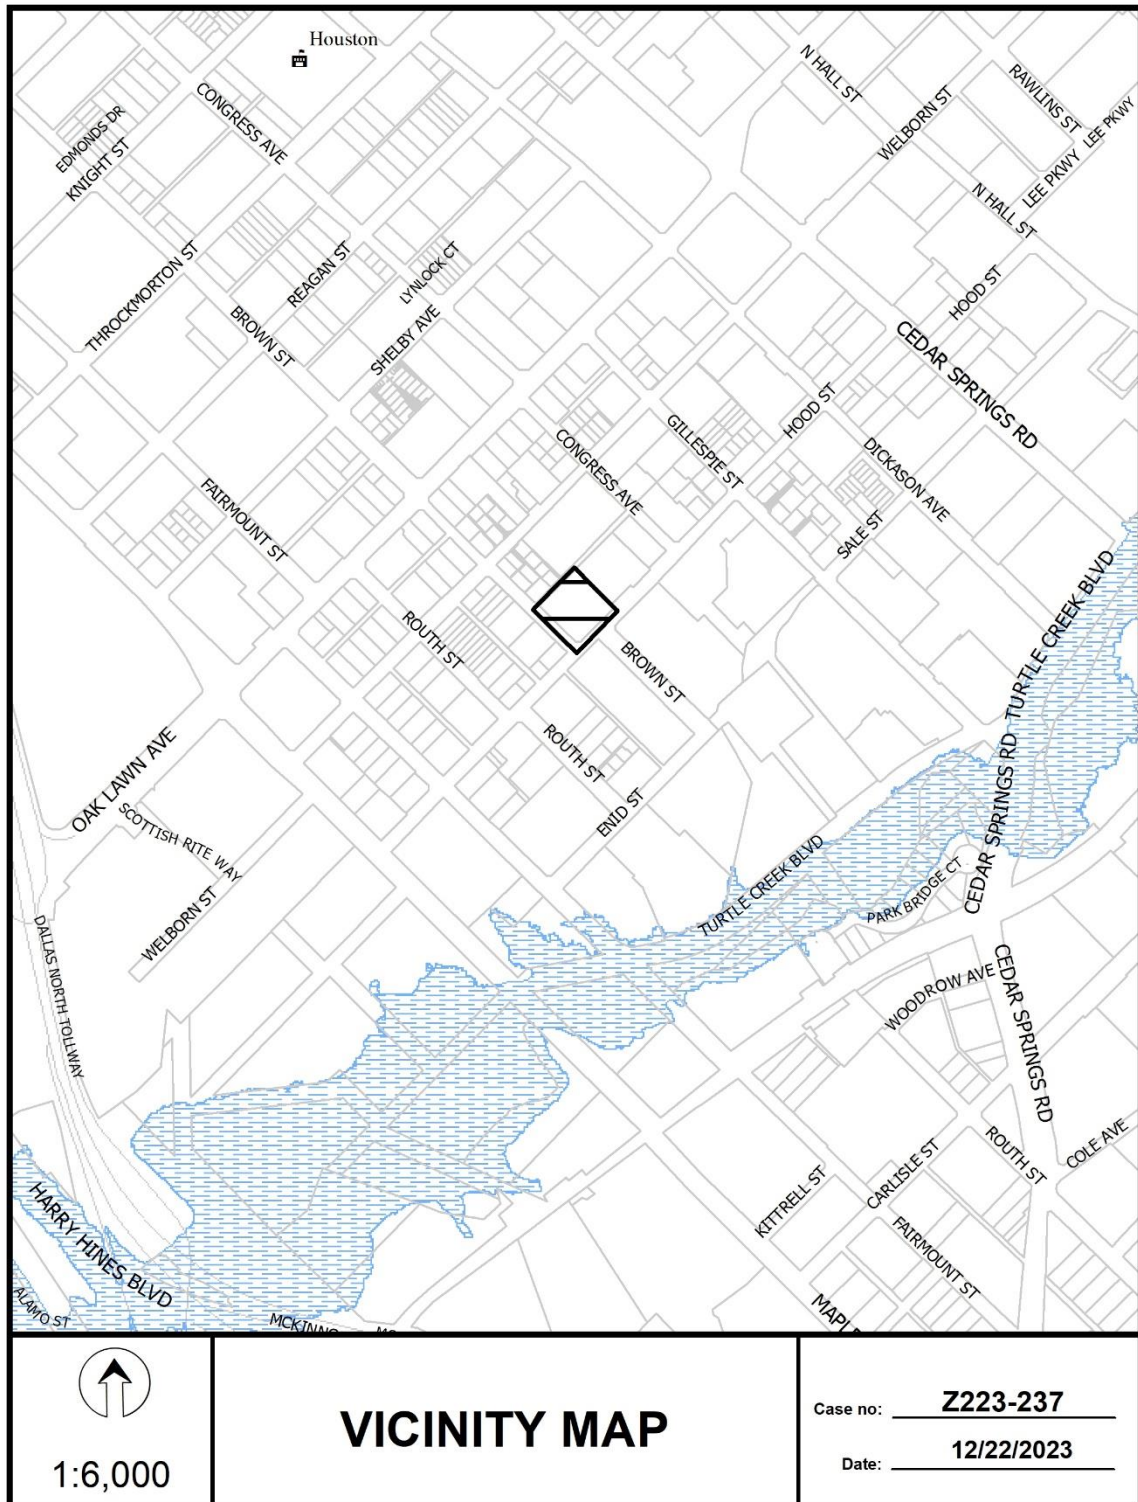 Houston
N HALL ST
RAWLINS ST
CONGRESS AVE
WELBORN ST
LEE PKWY
EDMONDS DR
KNIGHT ST
LEE PKWY
N HALL ST
THROCKMORTON ST
REAGAN ST
LYNLOCK CT
HOOD ST
BROWN ST
SHELBY AVE
CEDAR SPRINGS RD
HOOD ST
GILLESPIE ST
CONGRESS AVE
DICKASON AVE
FAIRMOUNT ST
SALE ST
TURTLE CREEK BLVD
ROUTH ST
BROWN ST
ROUTH ST
OAK LAWN AVE
SCOTTISH RITE WAY
ENID ST
CEDAR SPRINGS RD
TURTLE CREEK BLVD
PARK BRIDGE CT
WELBORN ST
DALLAS NORTH TOLLWAY
WOODROW AVE
CEDAR SPRINGS RD
COLE AVE
ROUTH ST
CARLISLE ST
KITTRELL ST
FAIRMOUNT ST
HARRY HINES BLVD
ALAMO ST
MCKINNO
MAPLE
1:6,000
VICINITY MAP
Case no: Z223-237
Date: 12/22/2023